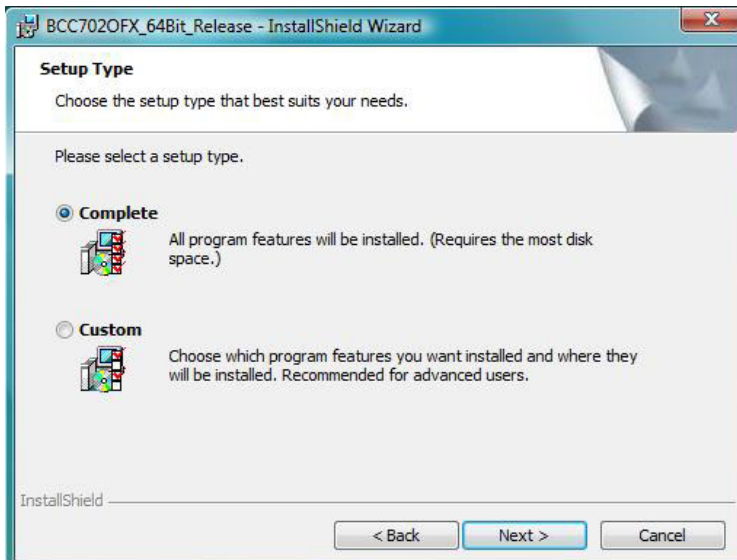 BCC702OFX_64Bit_Release - InstallShield Wizard
Setup Type
Choose the setup type that best suits your needs.
Please select a setup type.
Complete
All program features will be installed. (Requires the most disk
space.)
Custom
Choose which program features you want installed and where they
will be installed. Recommended for advanced users.
InstallShield
< Back
Next >
Cancel